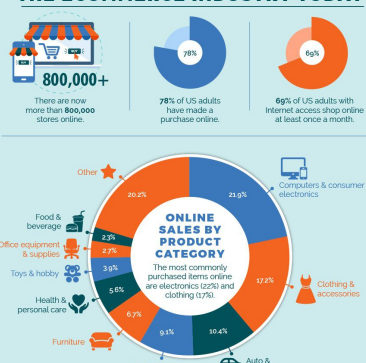 BUY
BUY
800,000+
There are now
more than 800,000
stores online.
78%
78% of US adults
have made a
purchase online.
69%
69% of US adults with
Internet access shop online
at least once a month.
Other
20.2%
21.9%
Computers & consumer
electronics
Food &
beverage
2.3%
Office equipment
& supplies
2.7%
Toys & hobby
3.9%
Health &
personal care
5.6%
Furniture
6.7%
9.1%
10.4%
17.2%
Clothing &
accessories
ONLINE
SALES BY
PRODUCT
CATEGORY
The most commonly
purchased items online
are electronics (22%) and
clothing (17%).
Auto &